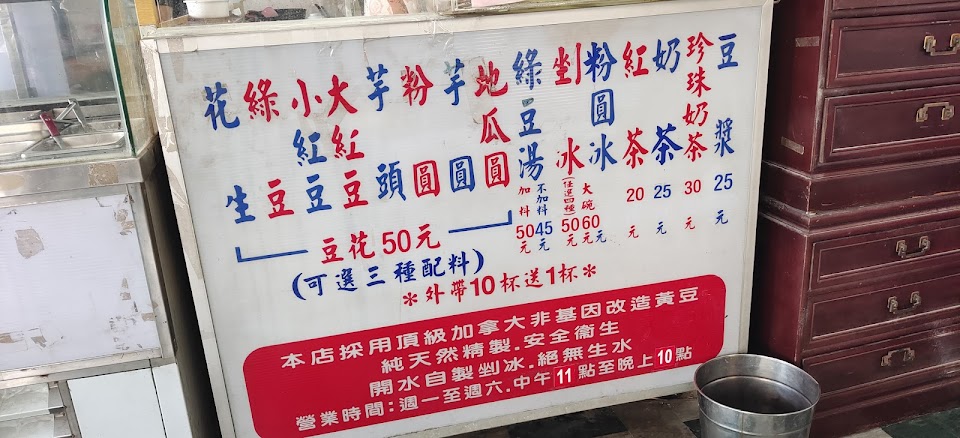 花生
綠豆
小紅豆
大紅豆
芋頭
粉圓
芋圓
地瓜圓
豆花50元
(可選三種配料)
綠豆湯
加料50元
不加料45元
剉冰
(任選四種)50元
粉圓冰
大碗60元
紅茶20元
奶茶25元
珍珠奶茶30元
豆漿25元
*外帶10杯送1杯*
本店採用頂級加拿大非基因改造黃豆
純天然精製.安全衛生
開水自製剉冰.絕無生水
營業時間:週一至週六.中午11點至晚上10點